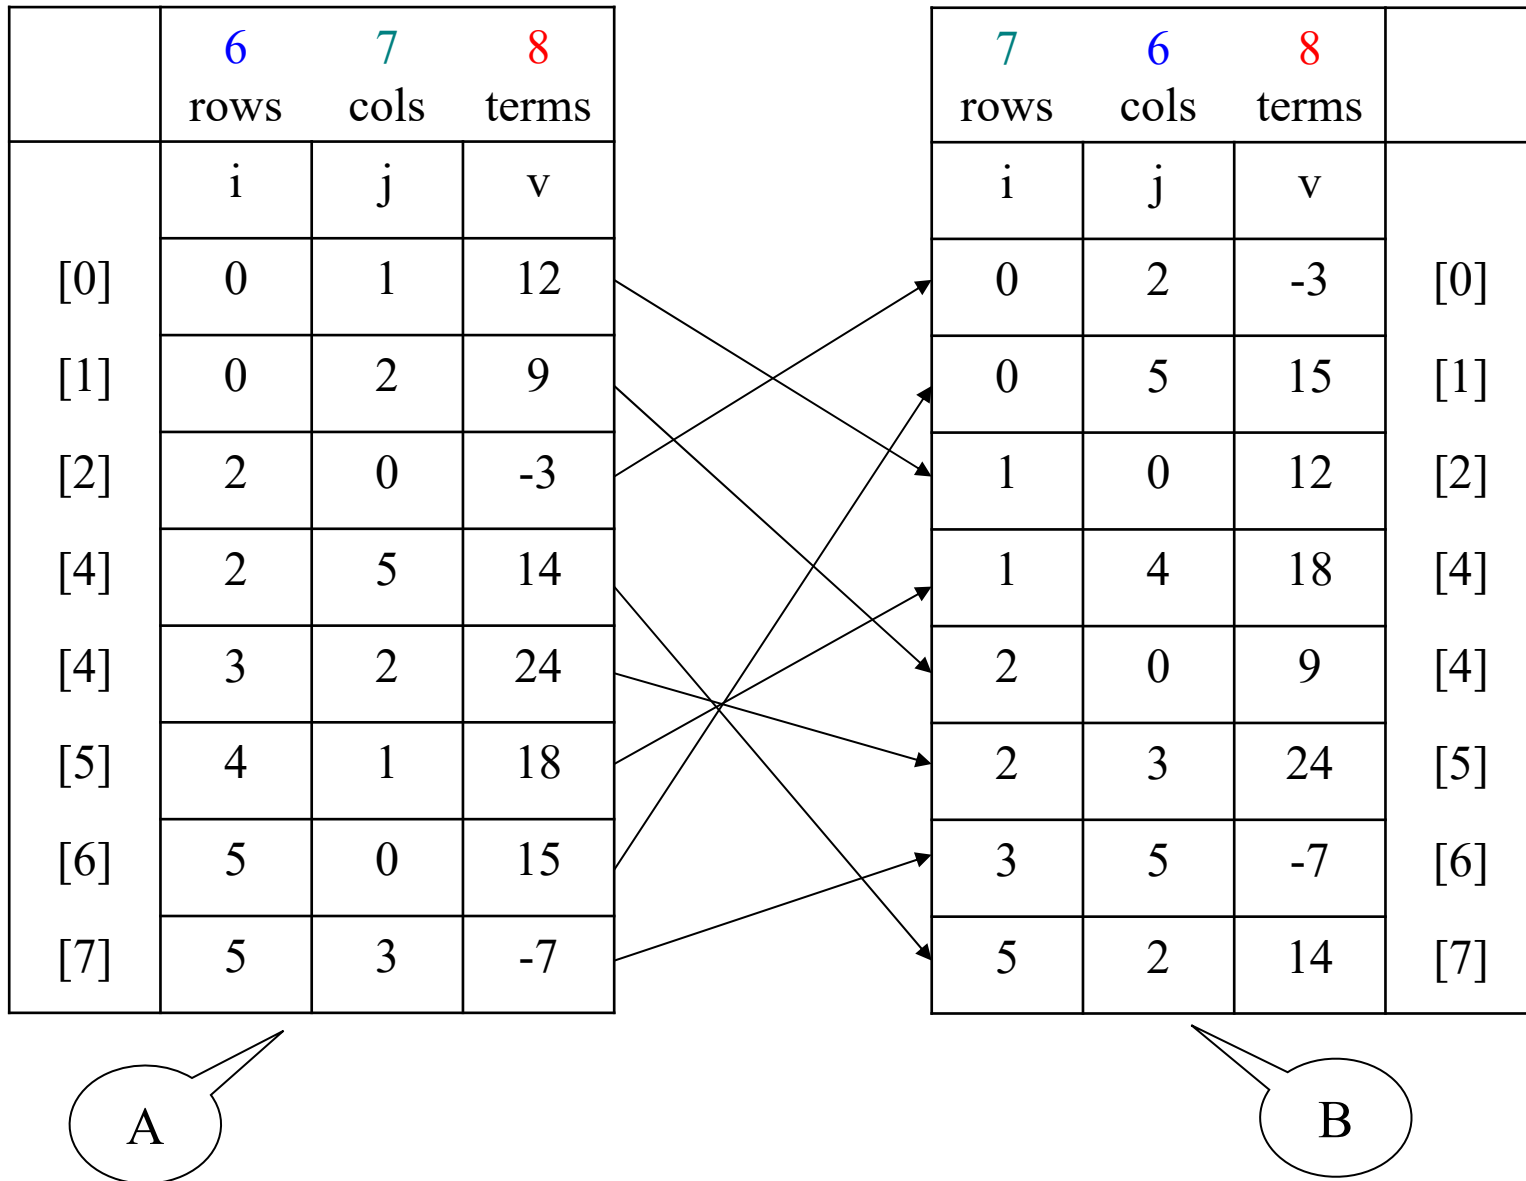 6 7 8 7 6 8
rows cols terms rows cols terms
i j v i j v
[0] 0 1 12 0 2 -3 [0]
[1] 0 2 9 0 5 15 [1]
[2] 2 0 -3 1 0 12 [2]
[4] 2 5 14 1 4 18 [4]
[4] 3 2 24 2 0 9 [4]
[5] 4 1 18 2 3 24 [5]
[6] 5 0 15 3 5 -7 [6]
[7] 5 3 -7 5 2 14 [7]
A B